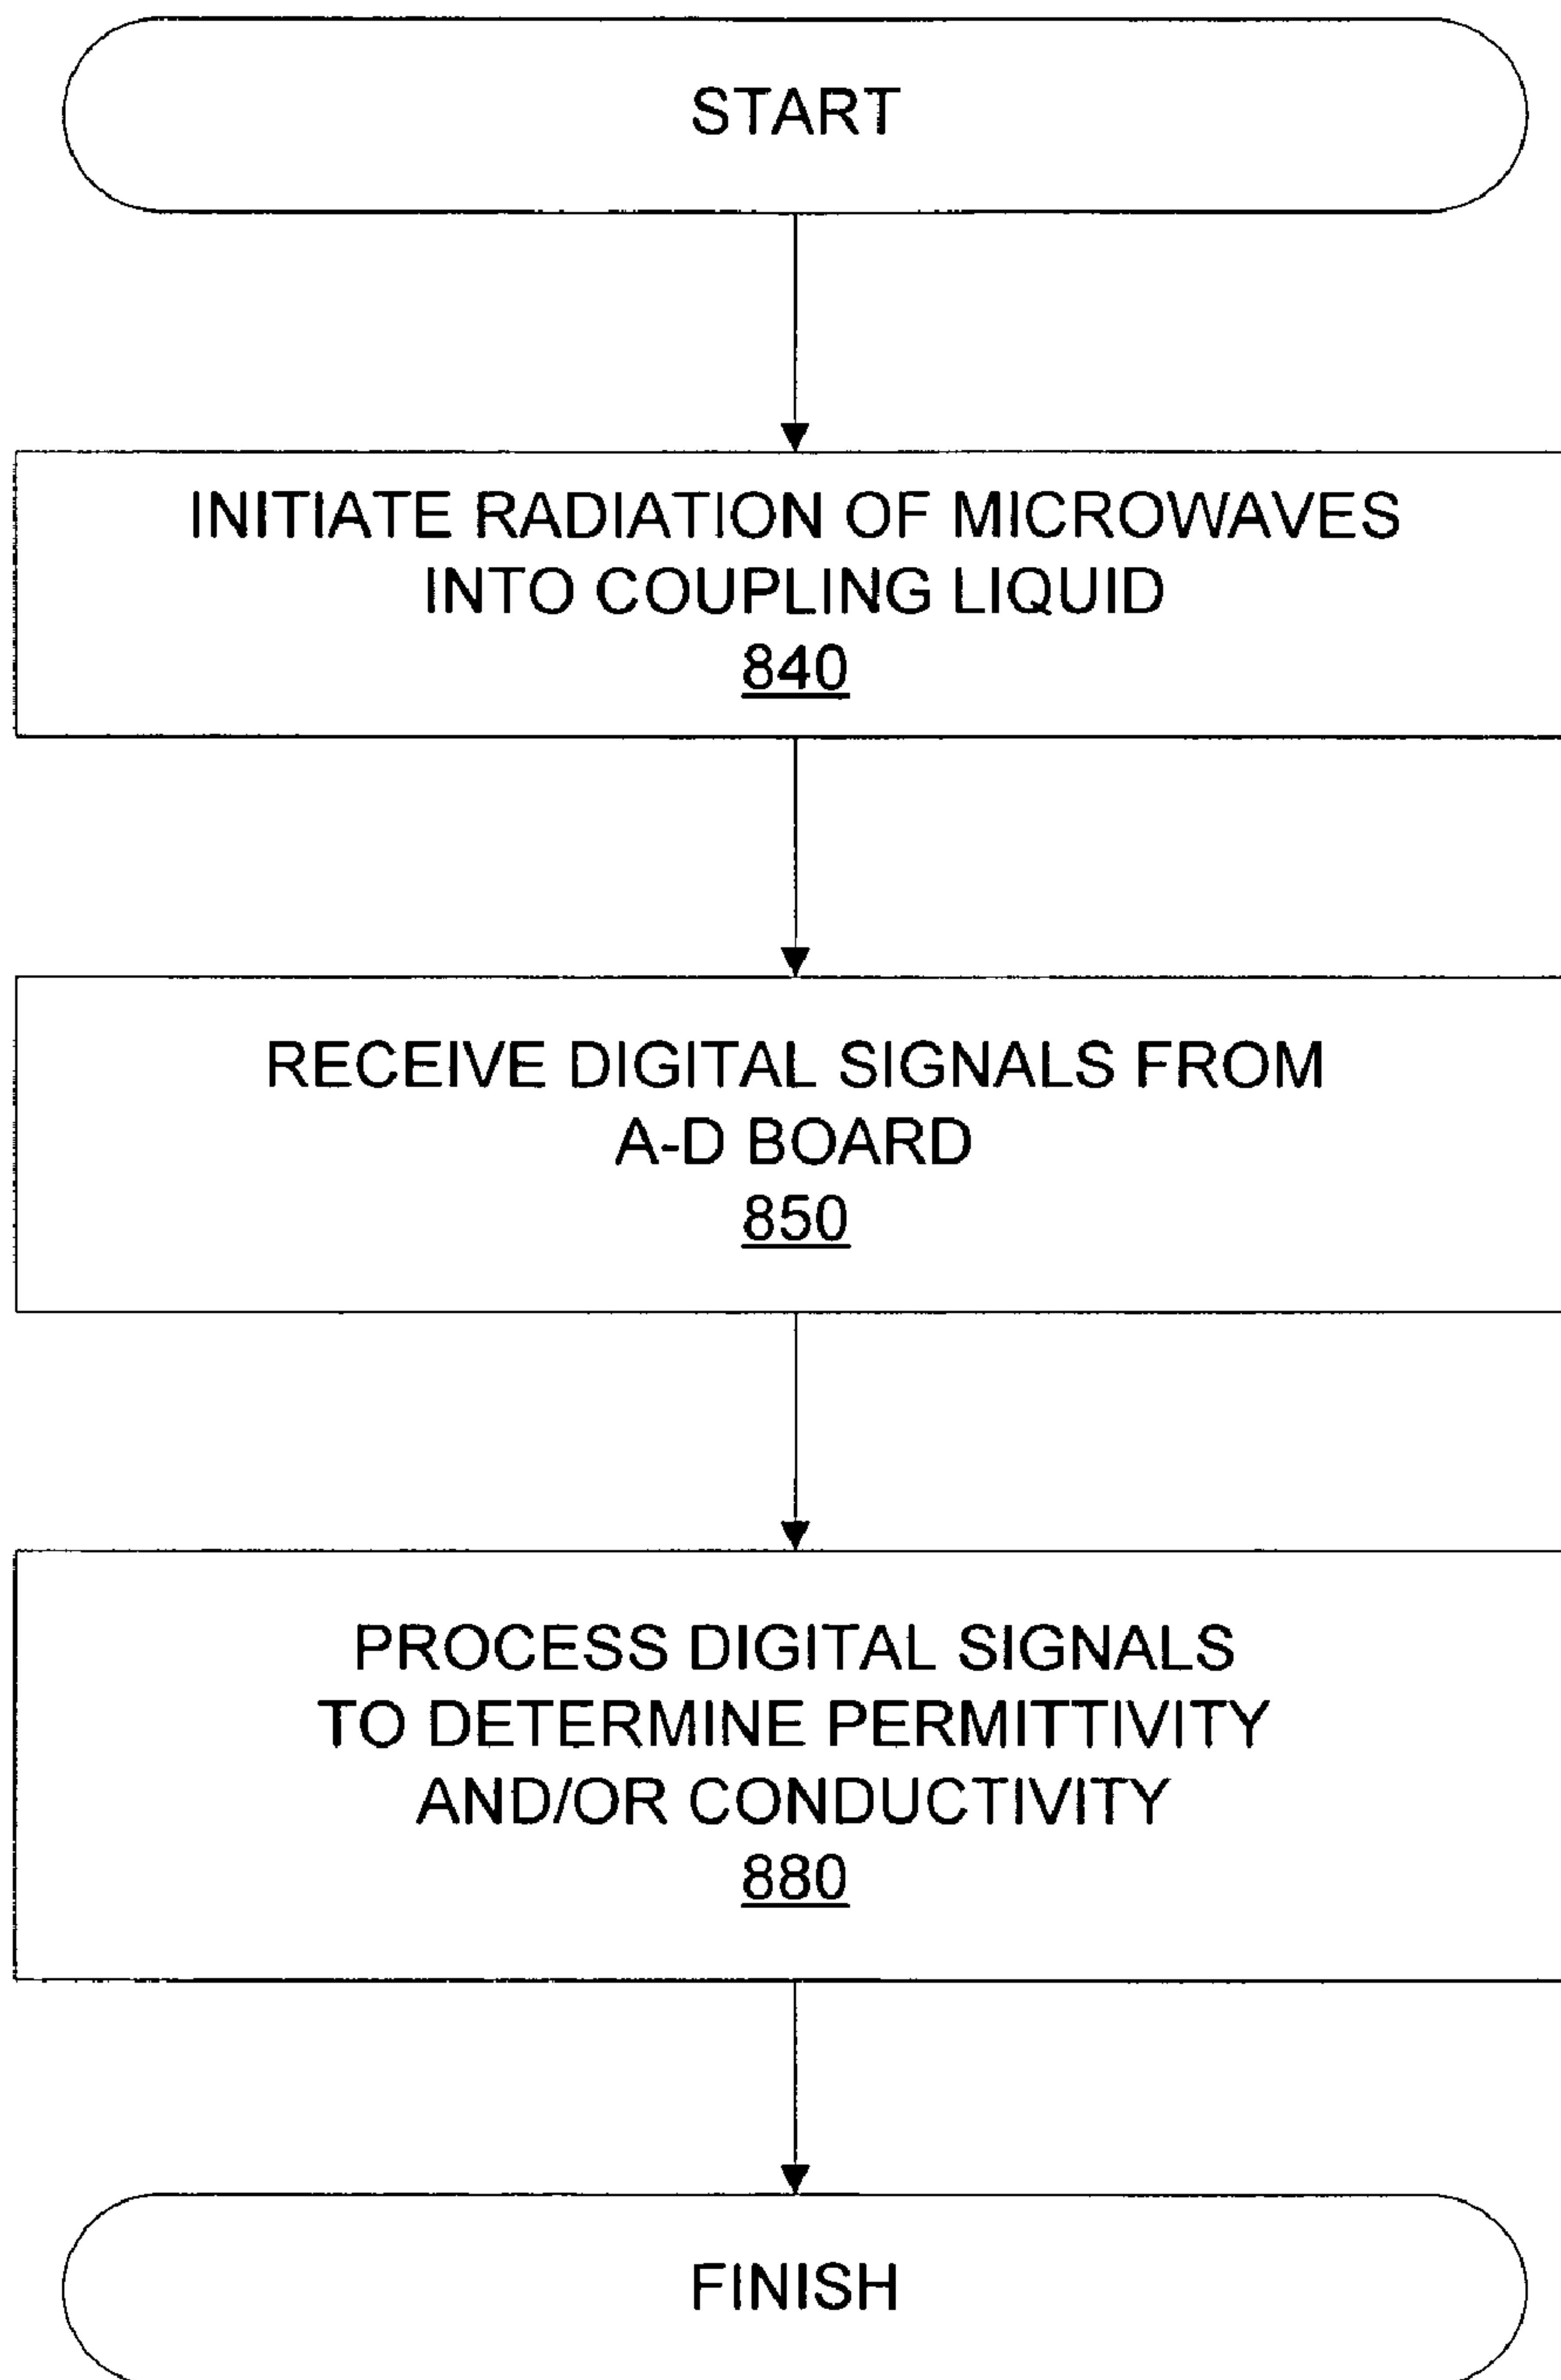 START
INITIATE RADIATION OF MICROWAVES
INTO COUPLING LIQUID
840
RECEIVE DIGITAL SIGNALS FROM
A-D BOARD
850
PROCESS DIGITAL SIGNALS
TO DETERMINE PERMITTIVITY
AND/OR CONDUCTIVITY
880
FINISH